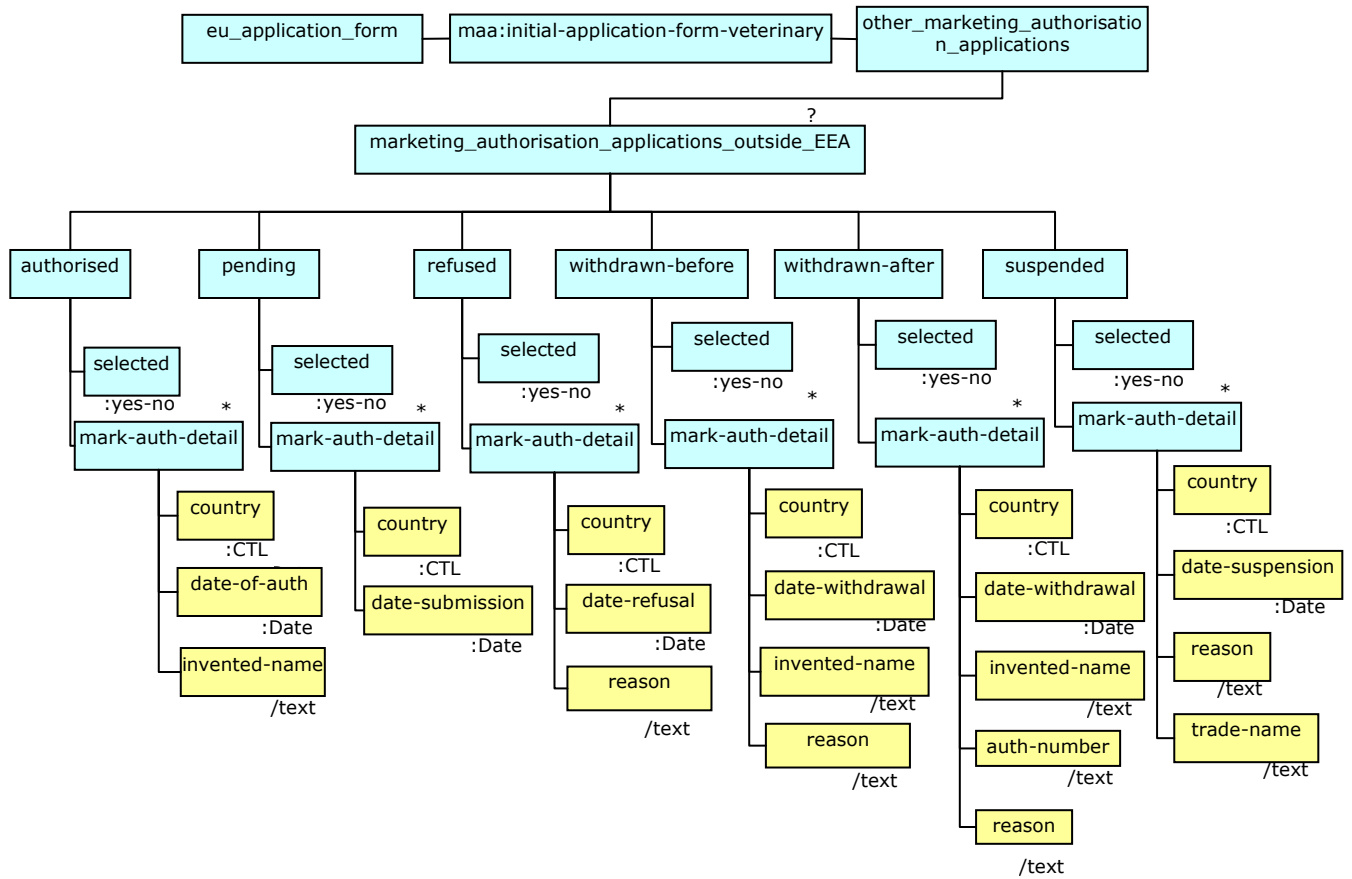 eu_application_form
maa:initial-application-form-veterinary
other_marketing_authorisatio
n_applications
?
marketing_authorisation_applications_outside_EEA
authorised
pending
refused
withdrawn-before
withdrawn-after
suspended
selected
:yes-no
selected
:yes-no
selected
:yes-no
selected
:yes-no
selected
:yes-no
selected
:yes-no
*
mark-auth-detail
*
mark-auth-detail
*
mark-auth-detail
*
mark-auth-detail
*
mark-auth-detail
*
mark-auth-detail
country
:CTL
date-of-auth
:Date
invented-name
/text
country
:CTL
date-submission
:Date
country
:CTL
date-refusal
:Date
reason
/text
country
:CTL
date-withdrawal
:Date
invented-name
/text
reason
/text
country
:CTL
date-withdrawal
:Date
invented-name
/text
auth-number
/text
reason
/text
country
:CTL
date-suspension
:Date
reason
/text
trade-name
/text